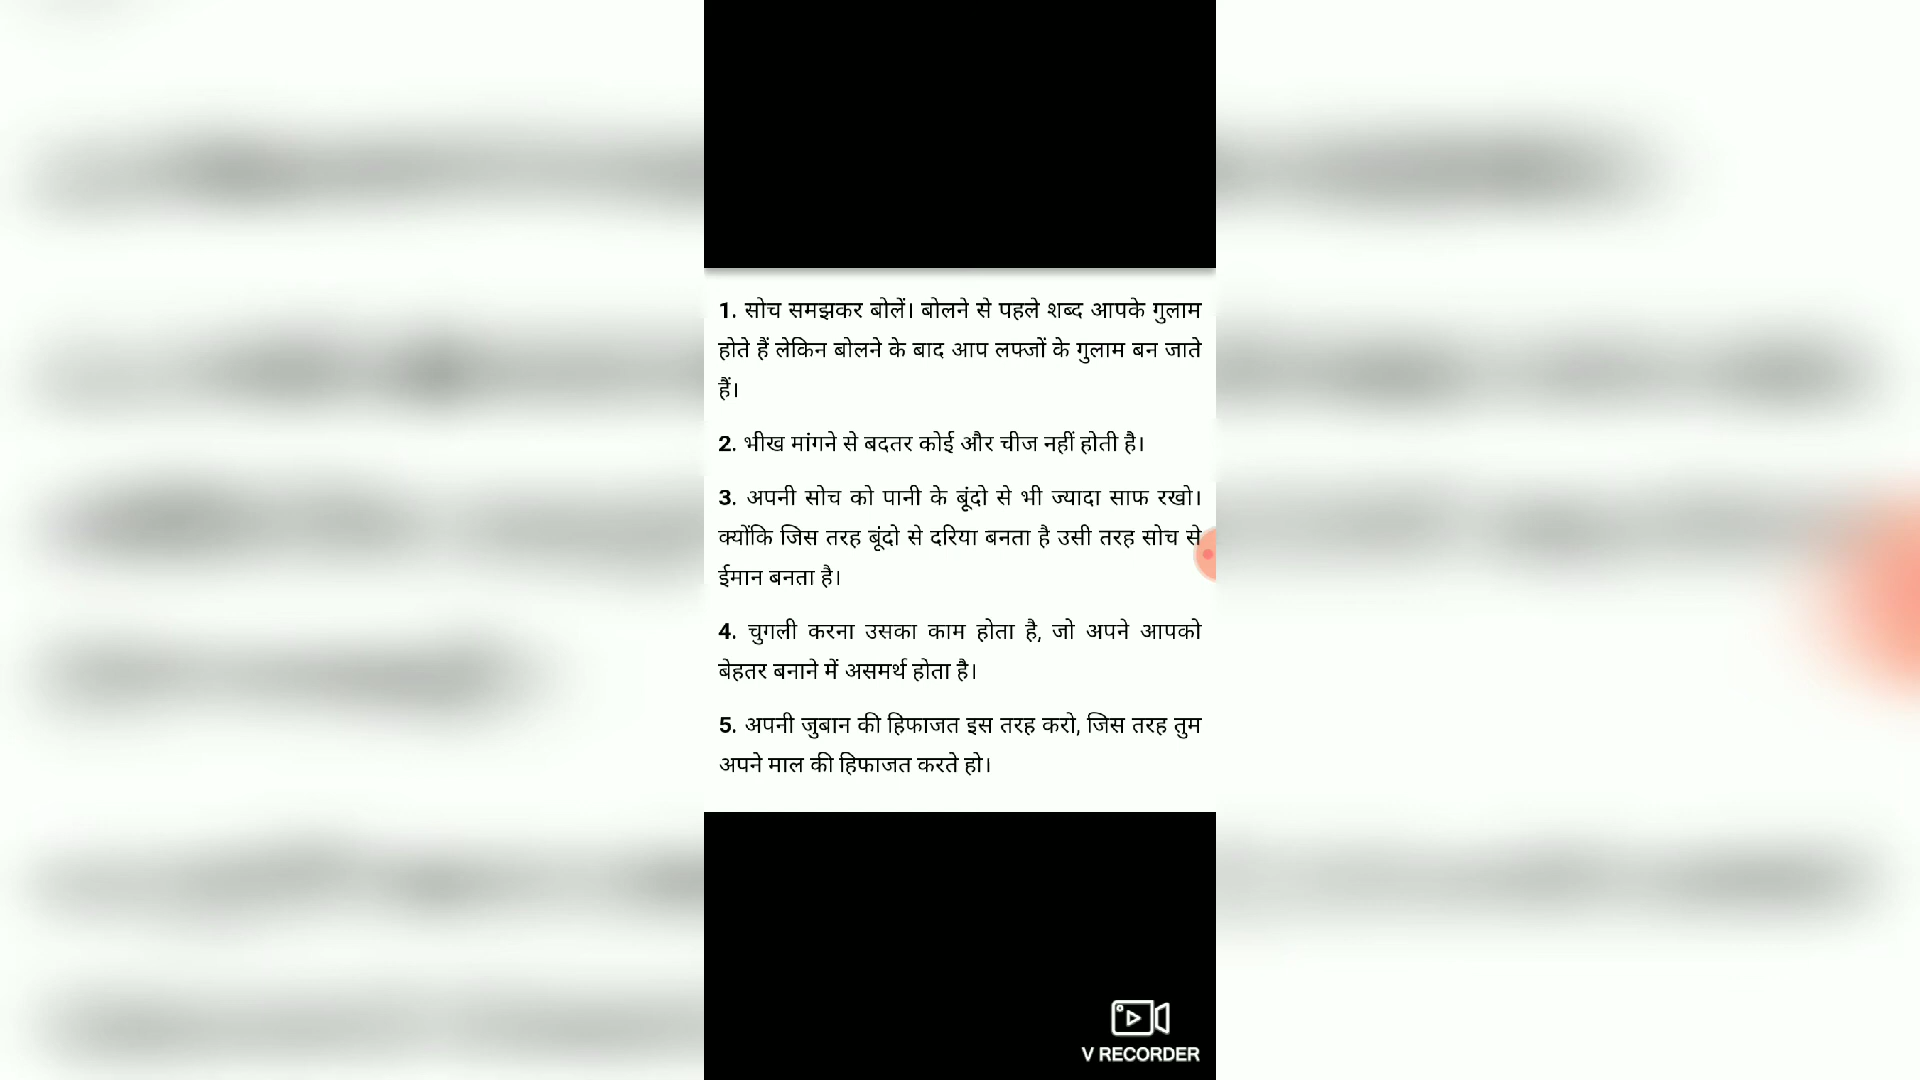 1. सोच समझकर बोलें। बोलने से पहले शब्द आपके गुलाम
होते हैं लेकिन बोलने के बाद आप लफ्जों के गुलाम बन जाते
हैं।
2. भीख मांगने से बदतर कोई और चीज नहीं होती है।
3. अपनी सोच को पानी के बूंदो से भी ज्यादा साफ रखो।
क्योंकि जिस तरह बूंदो से दरिया बनता है उसी तरह सोच से
ईमान बनता है।
4. चुगली करना उसका काम होता है, जो अपने आपको
बेहतर बनाने में असमर्थ होता है।
5. अपनी जुबान की हिफाजत इस तरह करो, जिस तरह तुम
अपने माल की हिफाजत करते हो।
V RECORDER